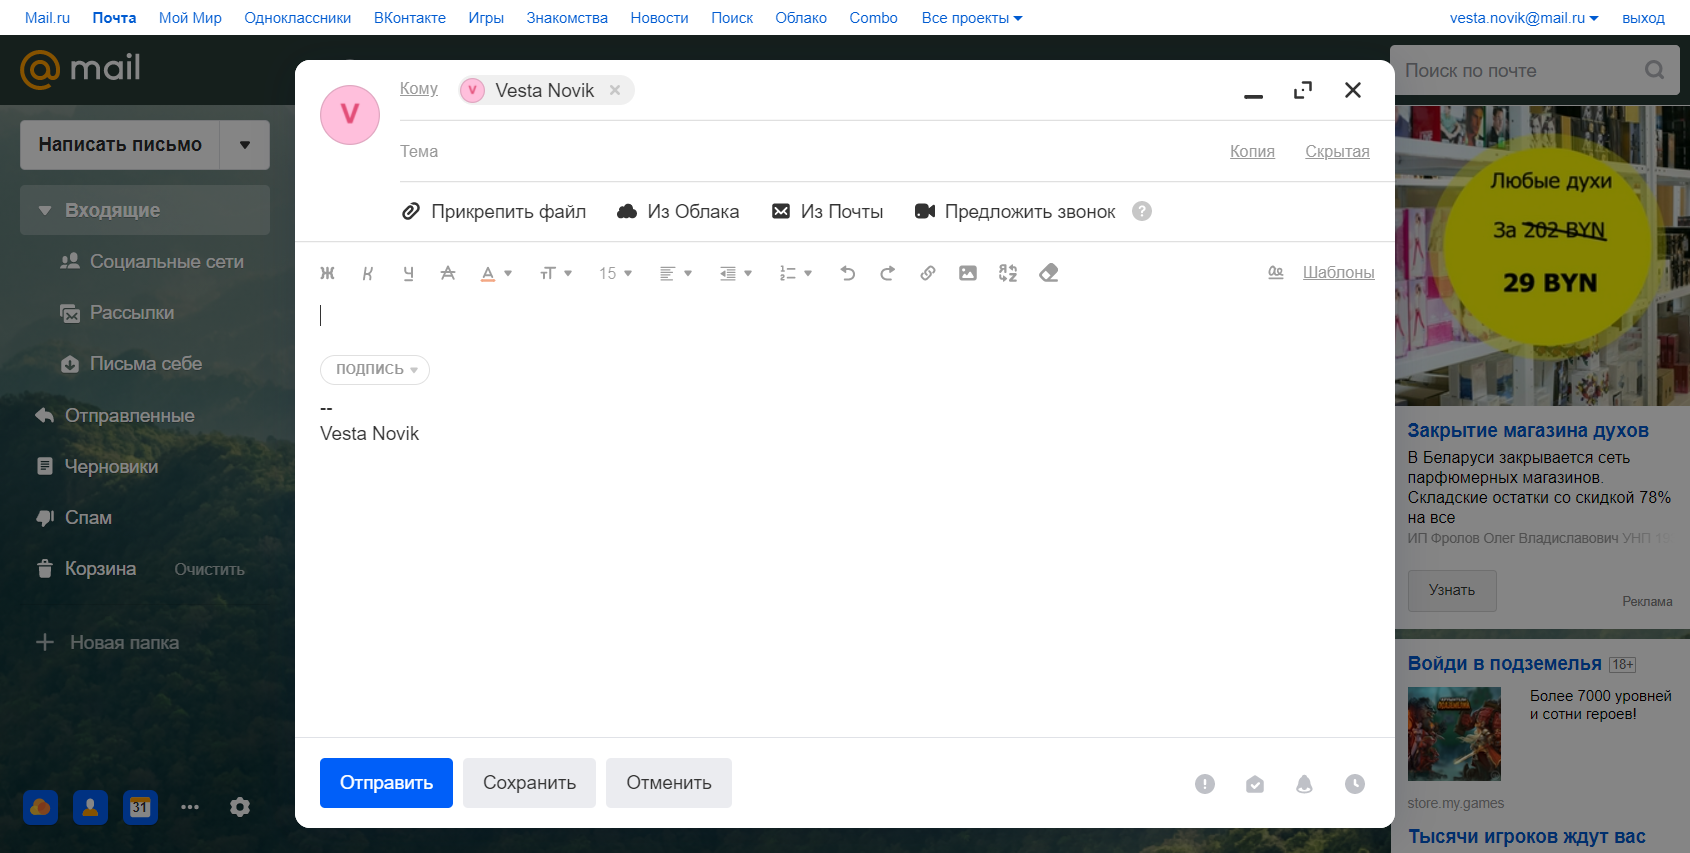 Mail.ru Почта Мой Мир Одноклассники ВКонтакте Игры Знакомства Новости Поиск Облако Combo Все проекты vesta.novik@mail.ru выход
mail
Поиск по почте
Написать письмо
Входящие
Социальные сети
Рассылки
Письма себе
Отправленные
Черновики
Спам
Корзина Очистить
Новая папка
31
V
Кому V Vesta Novik
Тема Копия Скрытая
Прикрепить файл Из Облака Из Почты Предложить звонок ?
Ж К Ч А А тТ 15 Шаблоны
ПОДПИСЬ
--
Vesta Novik
Отправить Сохранить Отменить
Любые духи
За 202 BYN
29 BYN
Закрытие магазина духов
В Беларуси закрывается сеть
парфюмерных магазинов.
Складские остатки со скидкой 78%
на все
ИП Фролов Олег Владиславович УНП 19
Узнать
Реклама
Войди в подземелья 18+
Более 7000 уровней
и сотни героев!
store.my.games
Тысячи игроков ждут вас